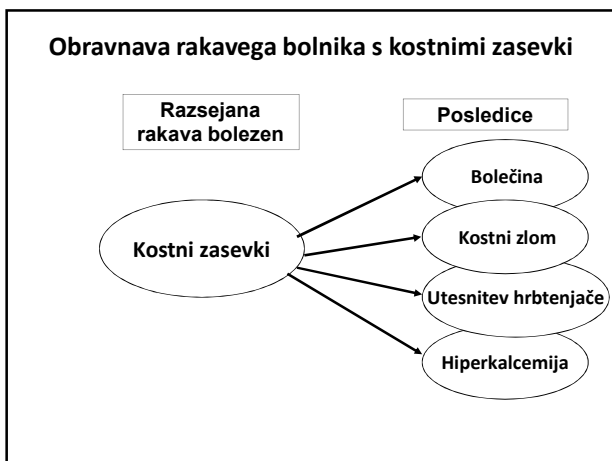 Obravnava rakavega bolnika s kostnimi zasevki
Razsejana
rakava bolezen
Posledice
Kostni zasevki
Bolečina
Kostni zlom
Utesnitev hrbtenjače
Hiperkalcemija